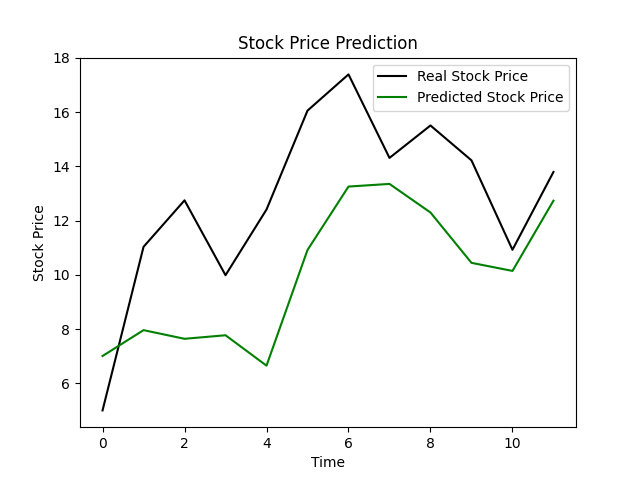 Stock Price Prediction
Real Stock Price
Predicted Stock Price
Stock Price
18
16
14
12
10
8
6
0 2 4 6 8 10
Time